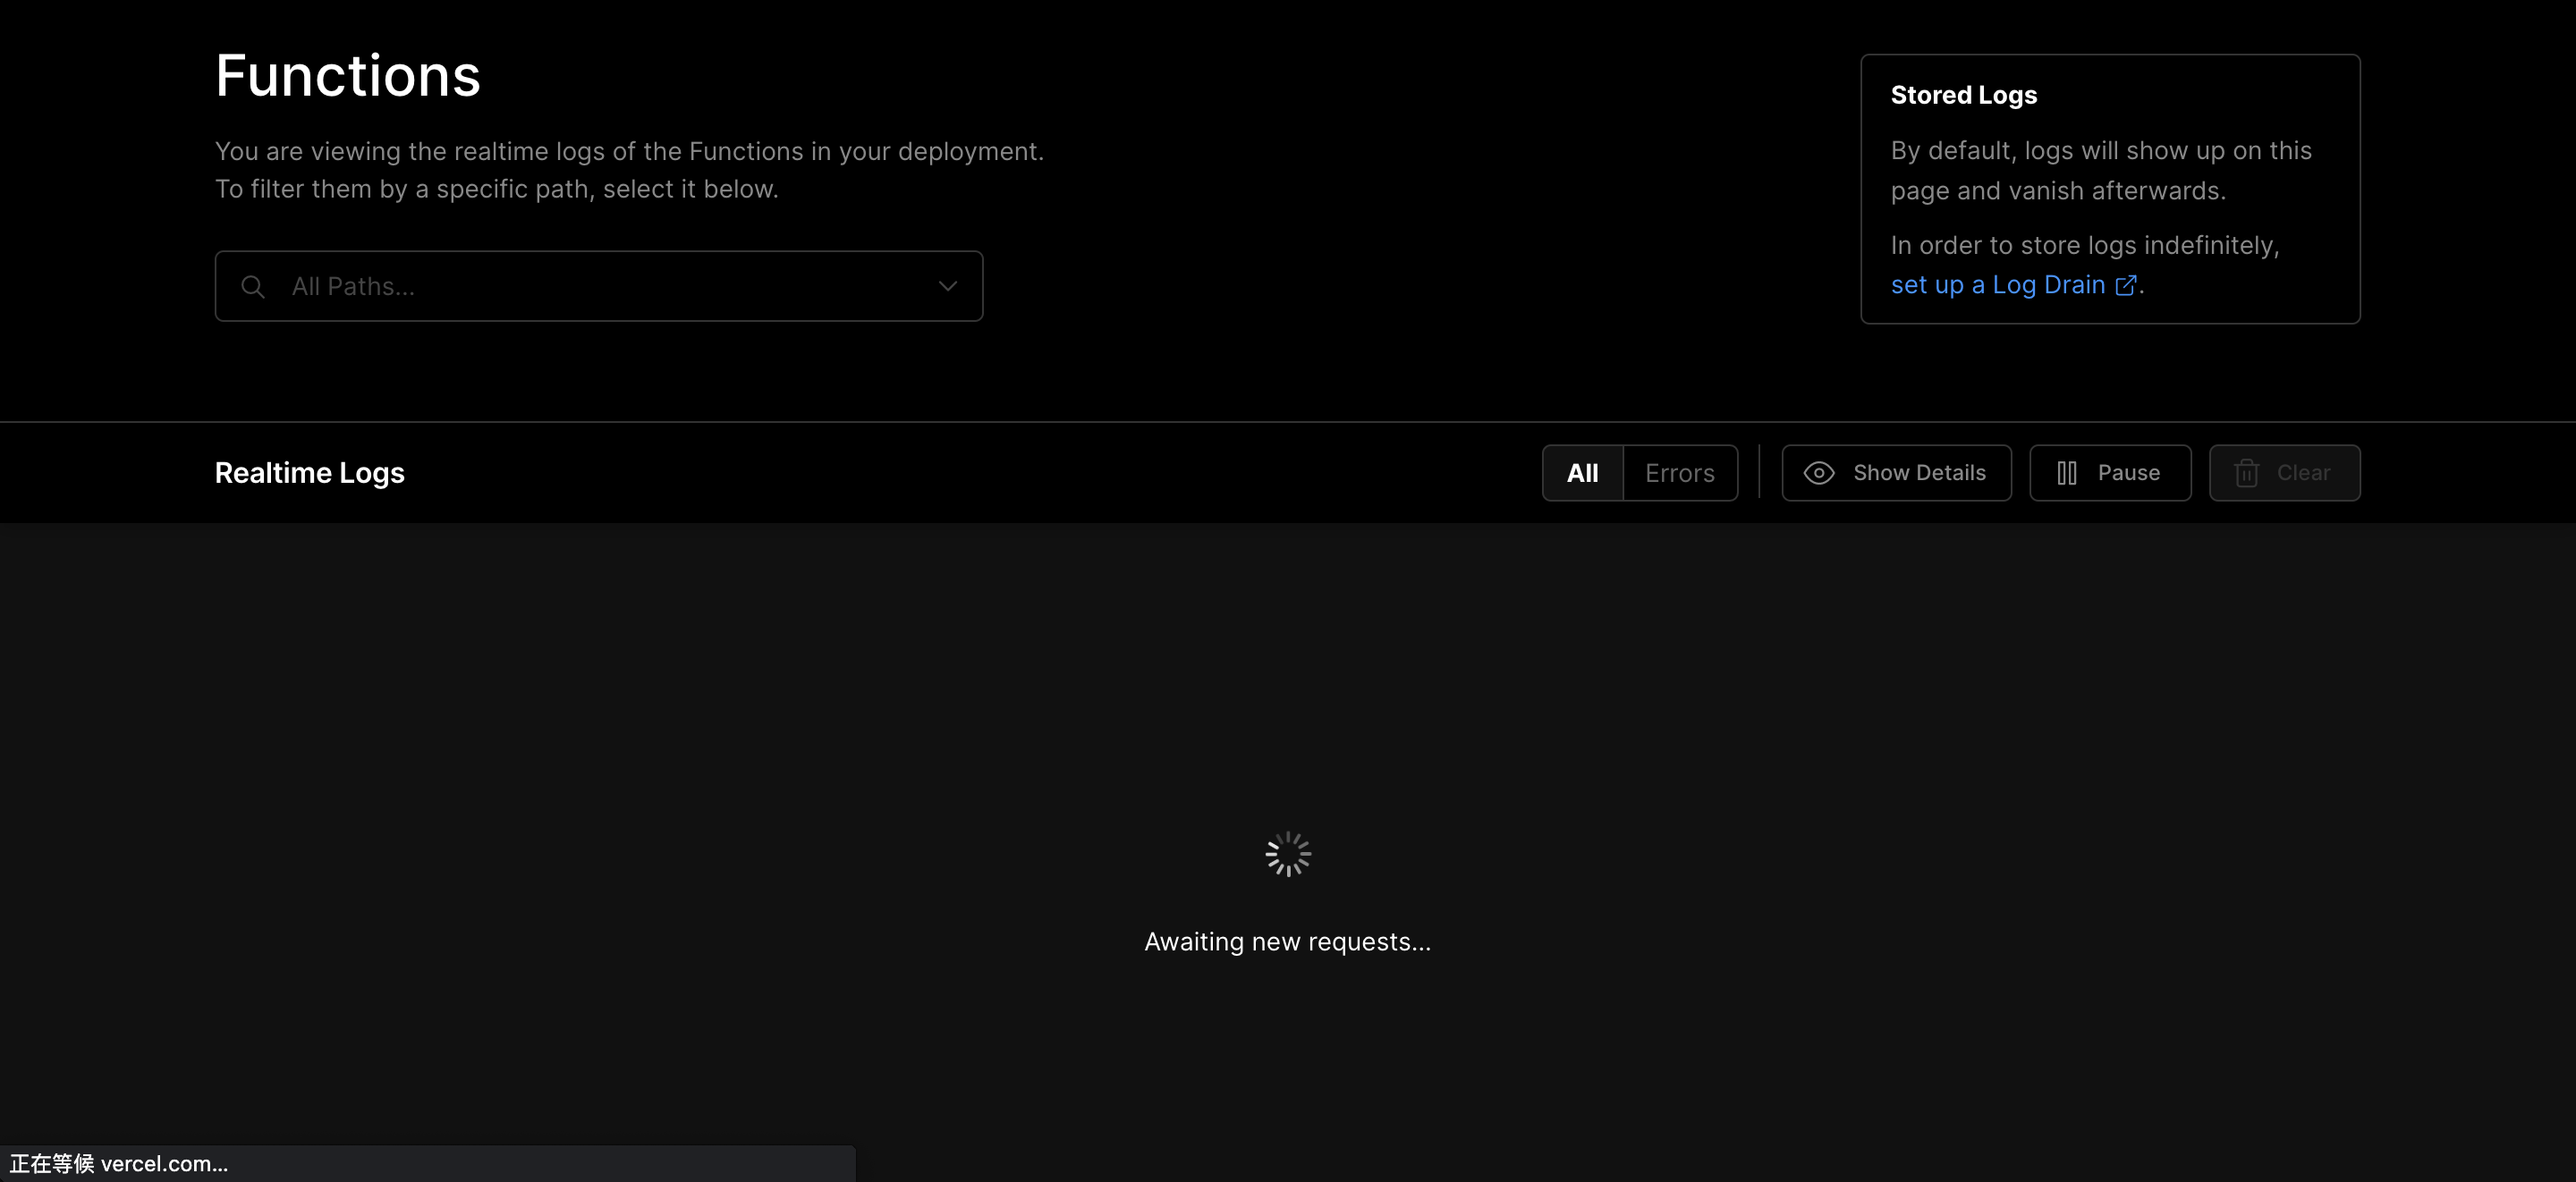 Functions
You are viewing the realtime logs of the Functions in your deployment.
To filter them by a specific path, select it below.
All Paths...
Stored Logs
By default, logs will show up on this
page and vanish afterwards.
In order to store logs indefinitely,
set up a Log Drain.
Realtime Logs
All
Errors
Show Details
Pause
Clear
Awaiting new requests...
正在等候 vercel.com...